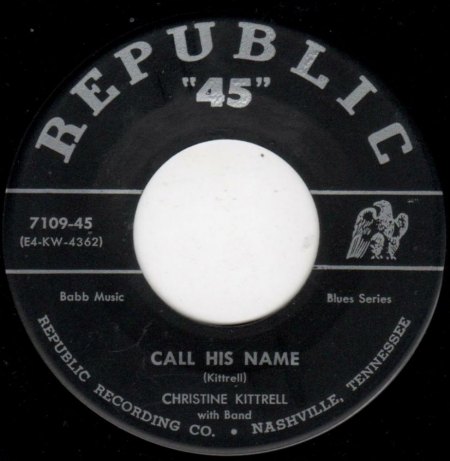 REPUBLIC
"45"
7109-45
(E4-KW-4362)
Babb Music
Blues Series
CALL HIS NAME
(Kittrell)
CHRISTINE KITTRELL
with Band
REPUBLIC RECORDING CO. • NASHVILLE, TENNESSEE